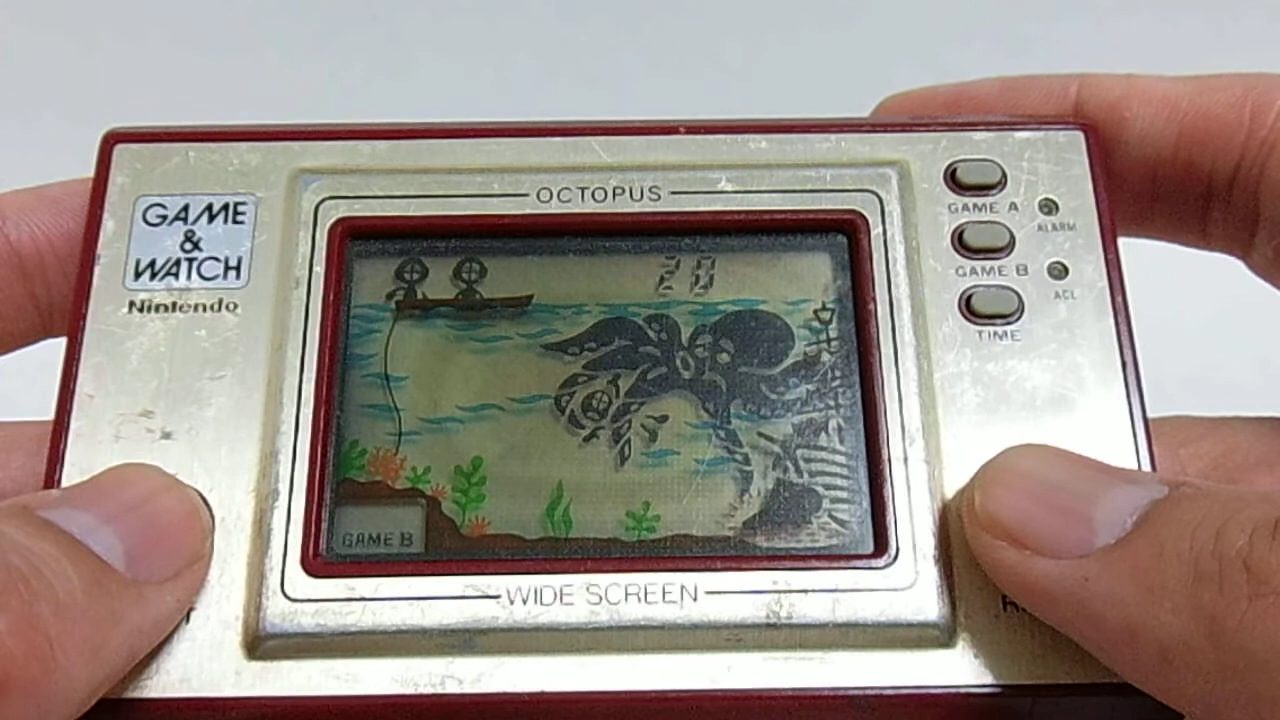 OCTOPUS
GAME
&
WATCH
Nintendo
GAME A
ALARM
GAME B
ACL
TIME
20
GAME B
WIDE SCREEN